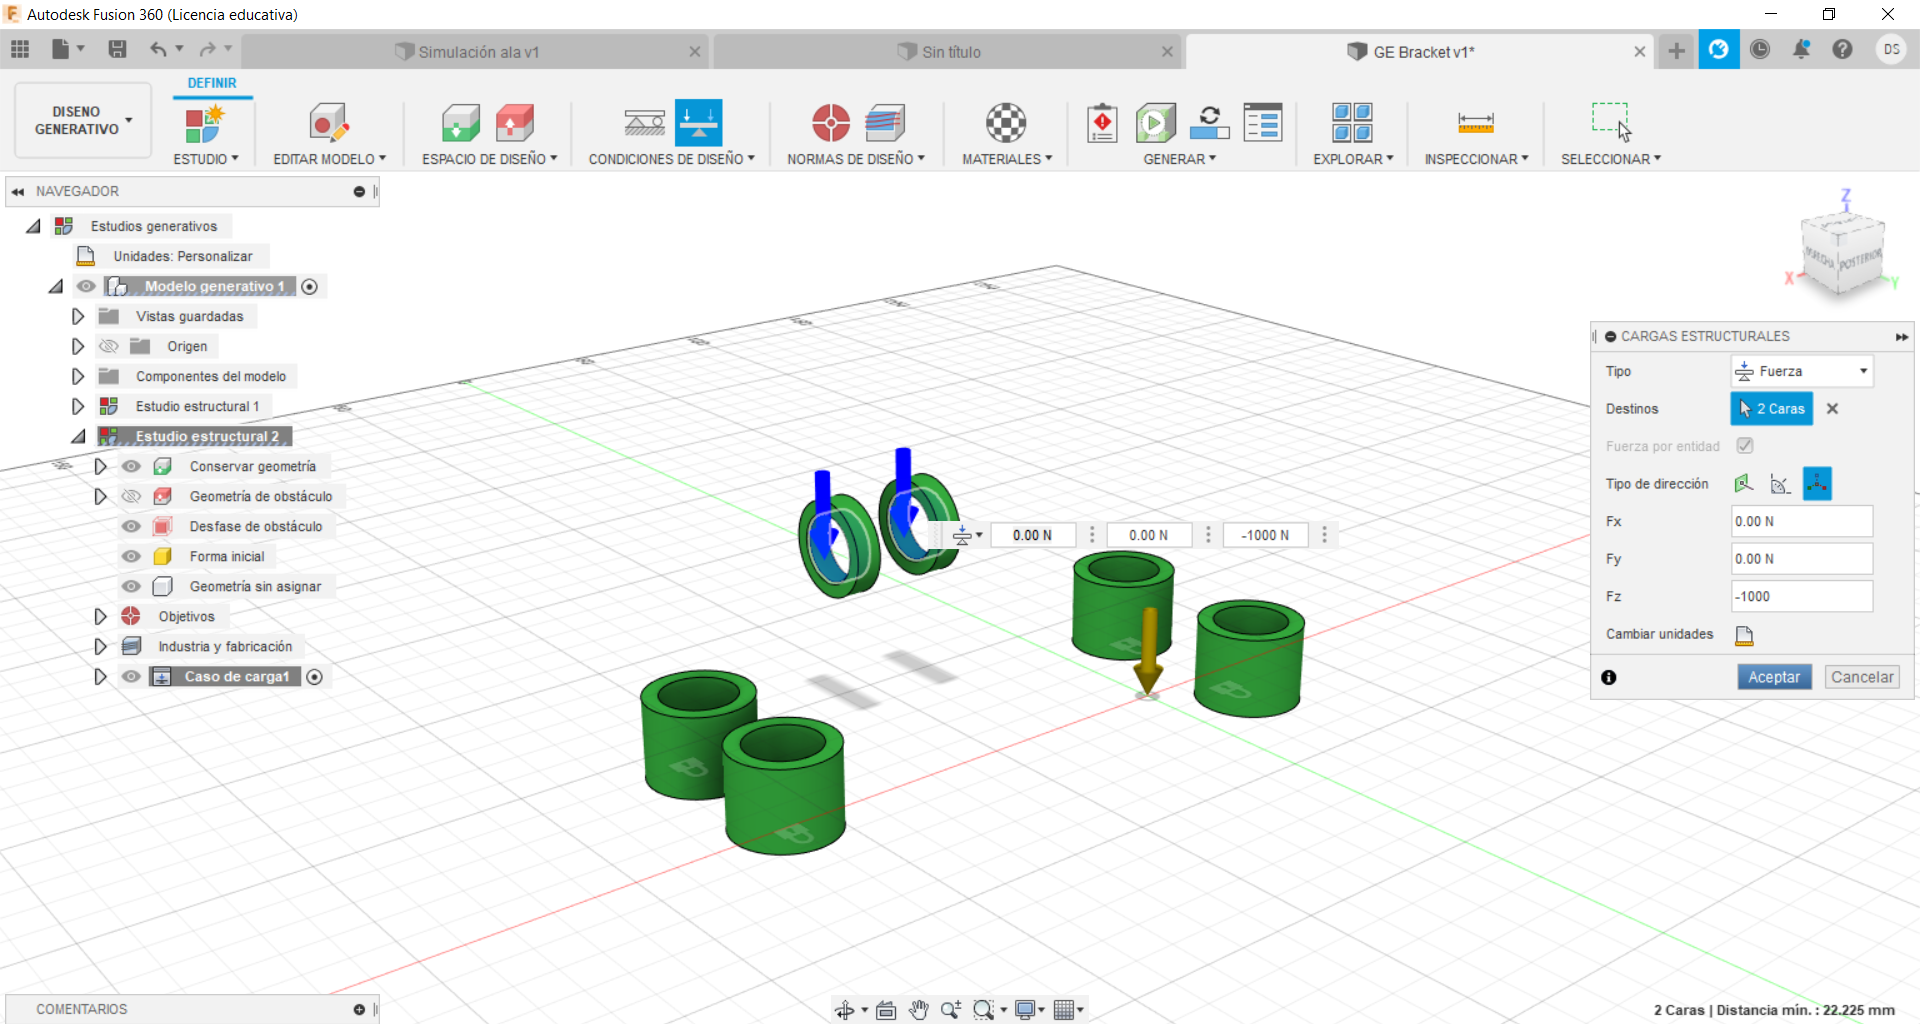 Autodesk Fusion 360 (Licencia educativa)
Simulación ala v1
Sin título
GE Bracket v1*
DS
DEFINIR
DISENO
GENERATIVO
ESTUDIO
EDITAR MODELO
ESPACIO DE DISEÑO
CONDICIONES DE DISEÑO
NORMAS DE DISEÑO
MATERIALES
GENERAR
EXPLORAR
INSPECCIONAR
SELECCIONAR
NAVEGADOR
Estudios generativos
Unidades: Personalizar
Modelo generativo 1
Vistas guardadas
Origen
Componentes del modelo
Estudio estructural 1
Estudio estructural 2
Conservar geometría
Geometría de obstáculo
Desfase de obstáculo
Forma inicial
Geometría sin asignar
Objetivos
Industria y fabricación
Caso de carga1
Z
POSTERIOR
X
Y
0.00 N
0.00 N
-1000 N
CARGAS ESTRUCTURALES
Tipo
Fuerza
Destinos
2 Caras
Fuerza por entidad
Tipo de dirección
Fx
0.00 N
Fy
0.00 N
Fz
-1000
Cambiar unidades
Aceptar
Cancelar
COMENTARIOS
2 Caras | Distancia mín. : 22.225 mm